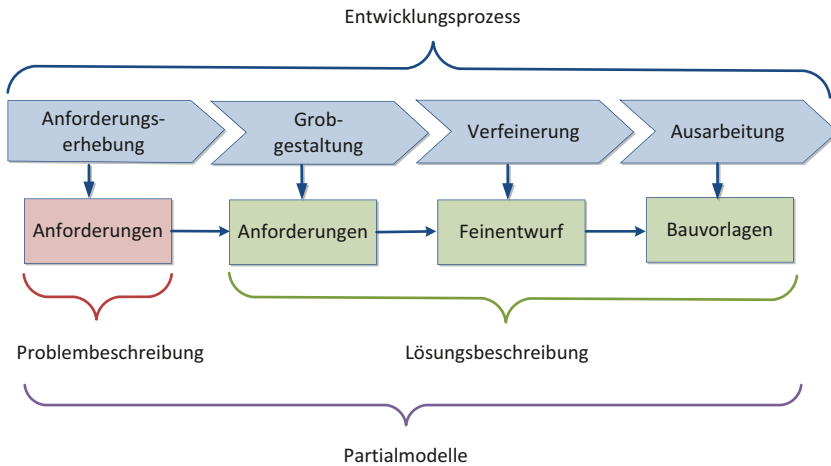 Entwicklungsprozess
Anforderungs-
erhebung
Grob-
gestaltung
Verfeinerung
Ausarbeitung
Anforderungen
Anforderungen
Feinentwurf
Bauvorlagen
Problembeschreibung
Lösungsbeschreibung
Partialmodelle